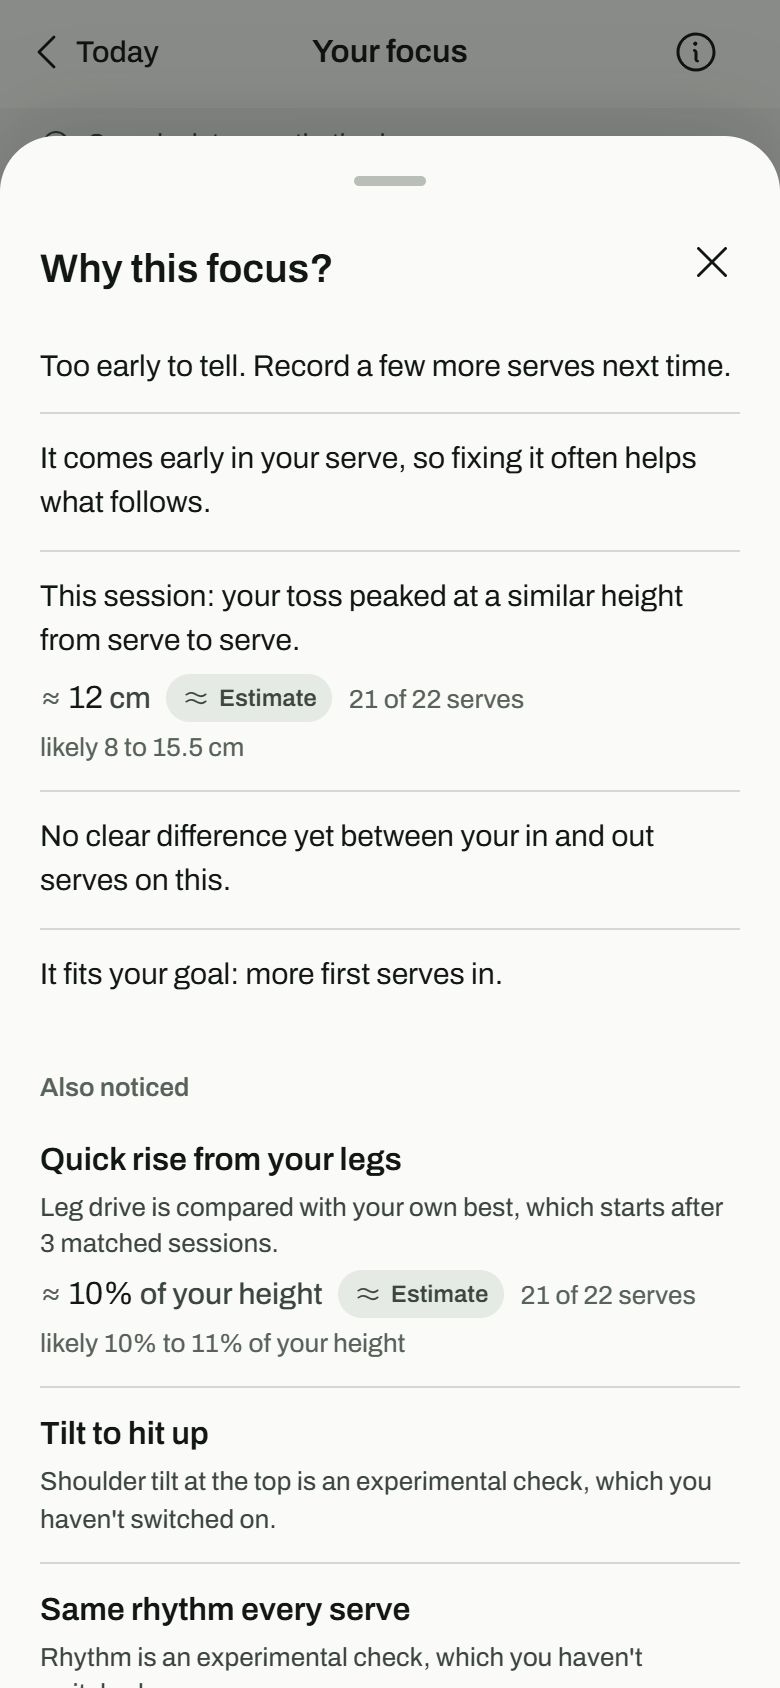 Today
Your focus
Why this focus?
Too early to tell. Record a few more serves next time.
It comes early in your serve, so fixing it often helps
what follows.
This session: your toss peaked at a similar height
from serve to serve.
≈ 12 cm ≈ Estimate 21 of 22 serves
likely 8 to 15.5 cm
No clear difference yet between your in and out
serves on this.
It fits your goal: more first serves in.
Also noticed
Quick rise from your legs
Leg drive is compared with your own best, which starts after
3 matched sessions.
≈ 10% of your height ≈ Estimate 21 of 22 serves
likely 10% to 11% of your height
Tilt to hit up
Shoulder tilt at the top is an experimental check, which you
haven't switched on.
Same rhythm every serve
Rhythm is an experimental check, which you haven't